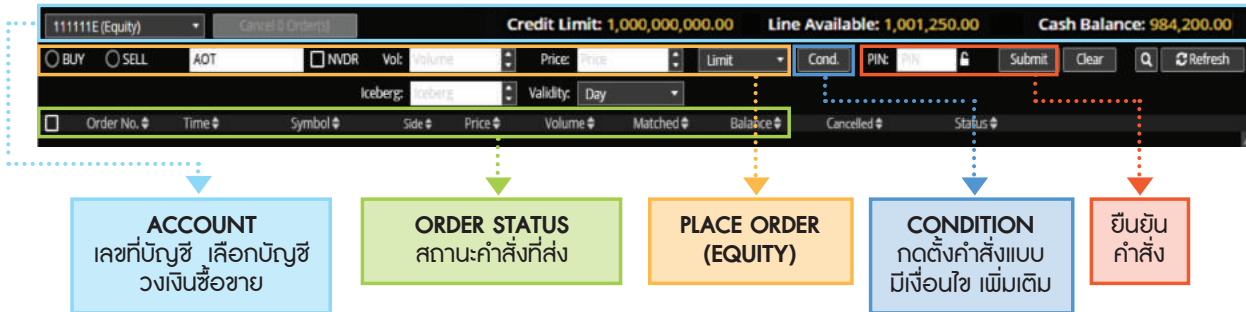 111111E (Equity) Cancel 0 Order(s) Credit Limit: 1,000,000,000.00 Line Available: 1,001,250.00 Cash Balance: 984,200.00
BUY SELL AOT NVDR Vol: Volume Price: Price Limit Cond. PIN: PIN Submit Clear Refresh
Iceberg: Iceberg Validity: Day
Order No. Time Symbol Side Price Volume Matched Balance Cancelled Status
ACCOUNT
เลขที่บัญชี เลือกบัญชี
วงเงินซื้อขาย
ORDER STATUS
สถานะคำสั่งที่ส่ง
PLACE ORDER
(EQUITY)
CONDITION
กดตั้งคำสั่งแบบ
มีเงื่อนไข เพิ่มเติม
ยืนยัน
คำสั่ง